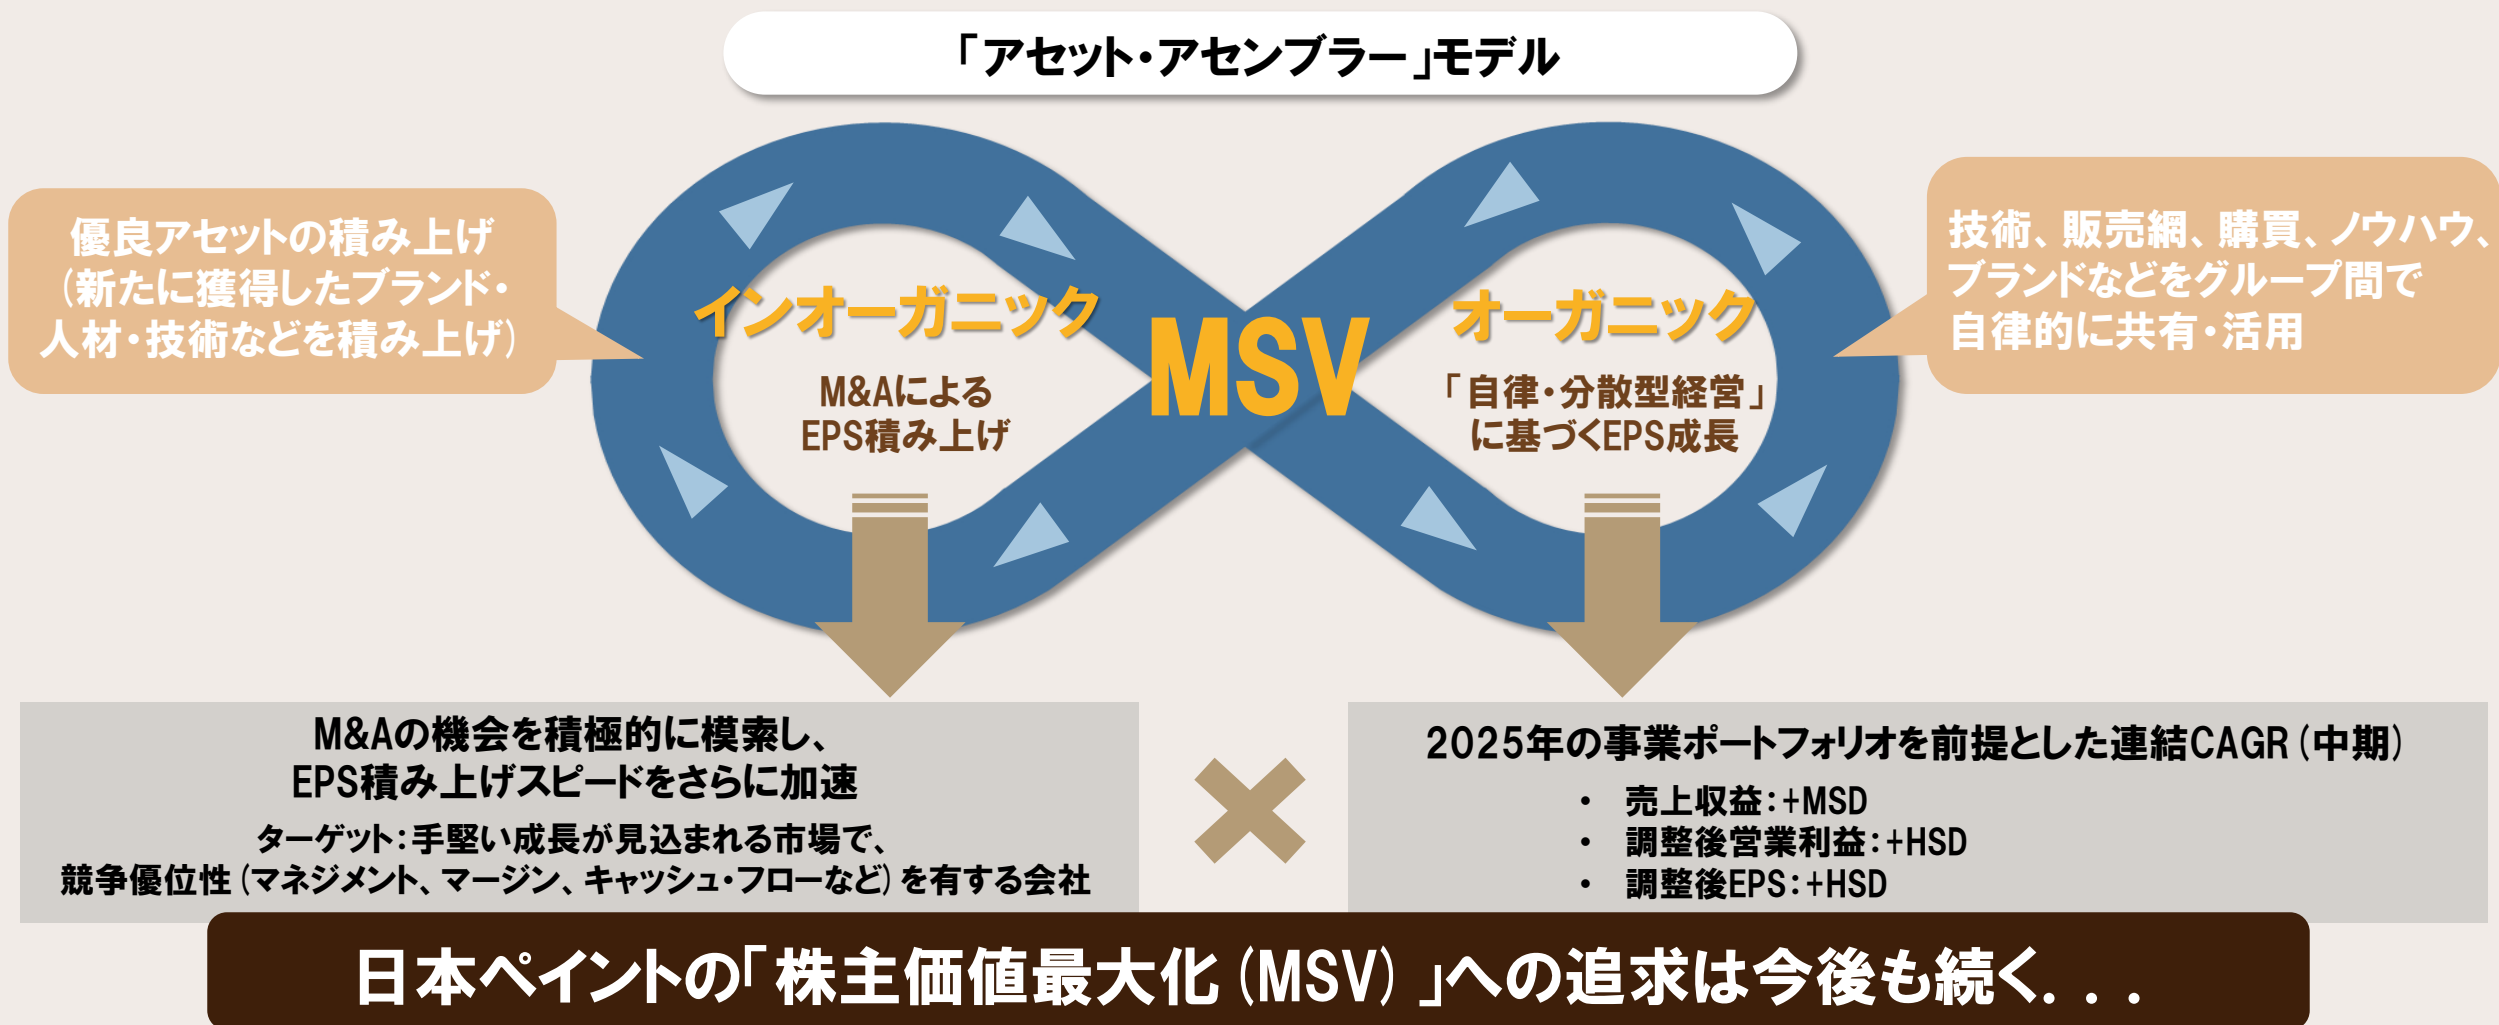 「アセット・アセンブラー」モデル
優良アセットの積み上げ
(新たに獲得したブランド・
人材・技術などを積み上げ)
技術、販売網、購買、ノウハウ、
ブランドなどをグループ間で
自律的に共有・活用
インオーガニック
M&Aによる
EPS積み上げ
MSV
オーガニック
「自律・分散型経営」
に基づくEPS成長
M&Aの機会を積極的に模索し、
EPS積み上げスピードをさらに加速
ターゲット:手堅い成長が見込まれる市場で、
競争優位性(マネジメント、マージン、キャッシュ・フローなど)を有する会社
2025年の事業ポートフォリオを前提とした連結CAGR(中期)
• 売上収益:+MSD
• 調整後営業利益:+HSD
• 調整後EPS:+HSD
日本ペイントの「株主価値最大化(MSV)」への追求は今後も続く...